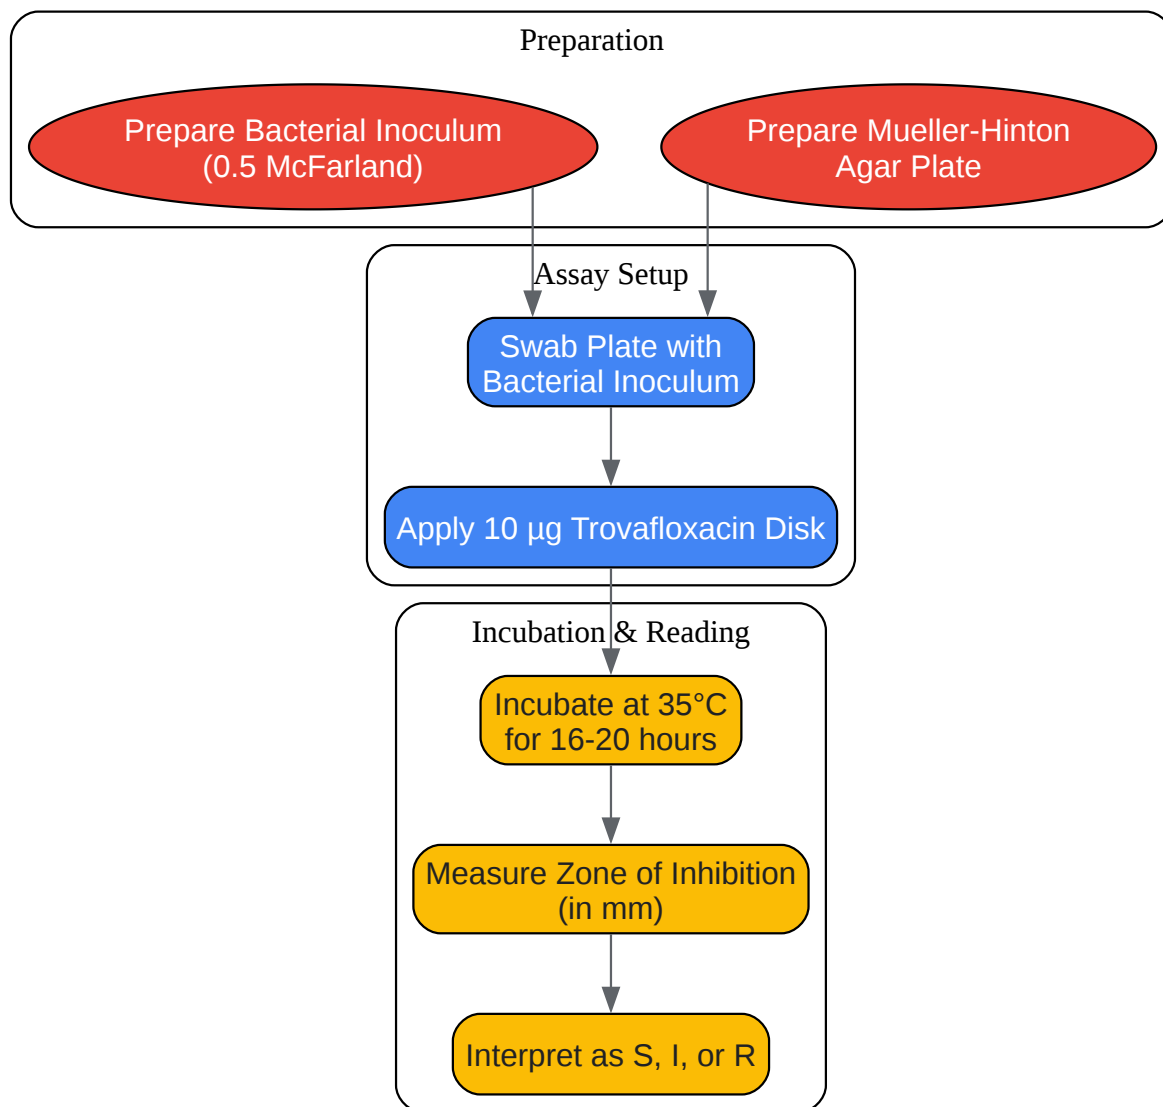 Preparation
Prepare Bacterial Inoculum
(0.5 McFarland)
Prepare Mueller-Hinton
Agar Plate
Assay Setup
Swab Plate with
Bacterial Inoculum
Apply 10 µg Trovafloxacin Disk
Incubation & Reading
Incubate at 35°C
for 16-20 hours
Measure Zone of Inhibition
(in mm)
Interpret as S, I, or R